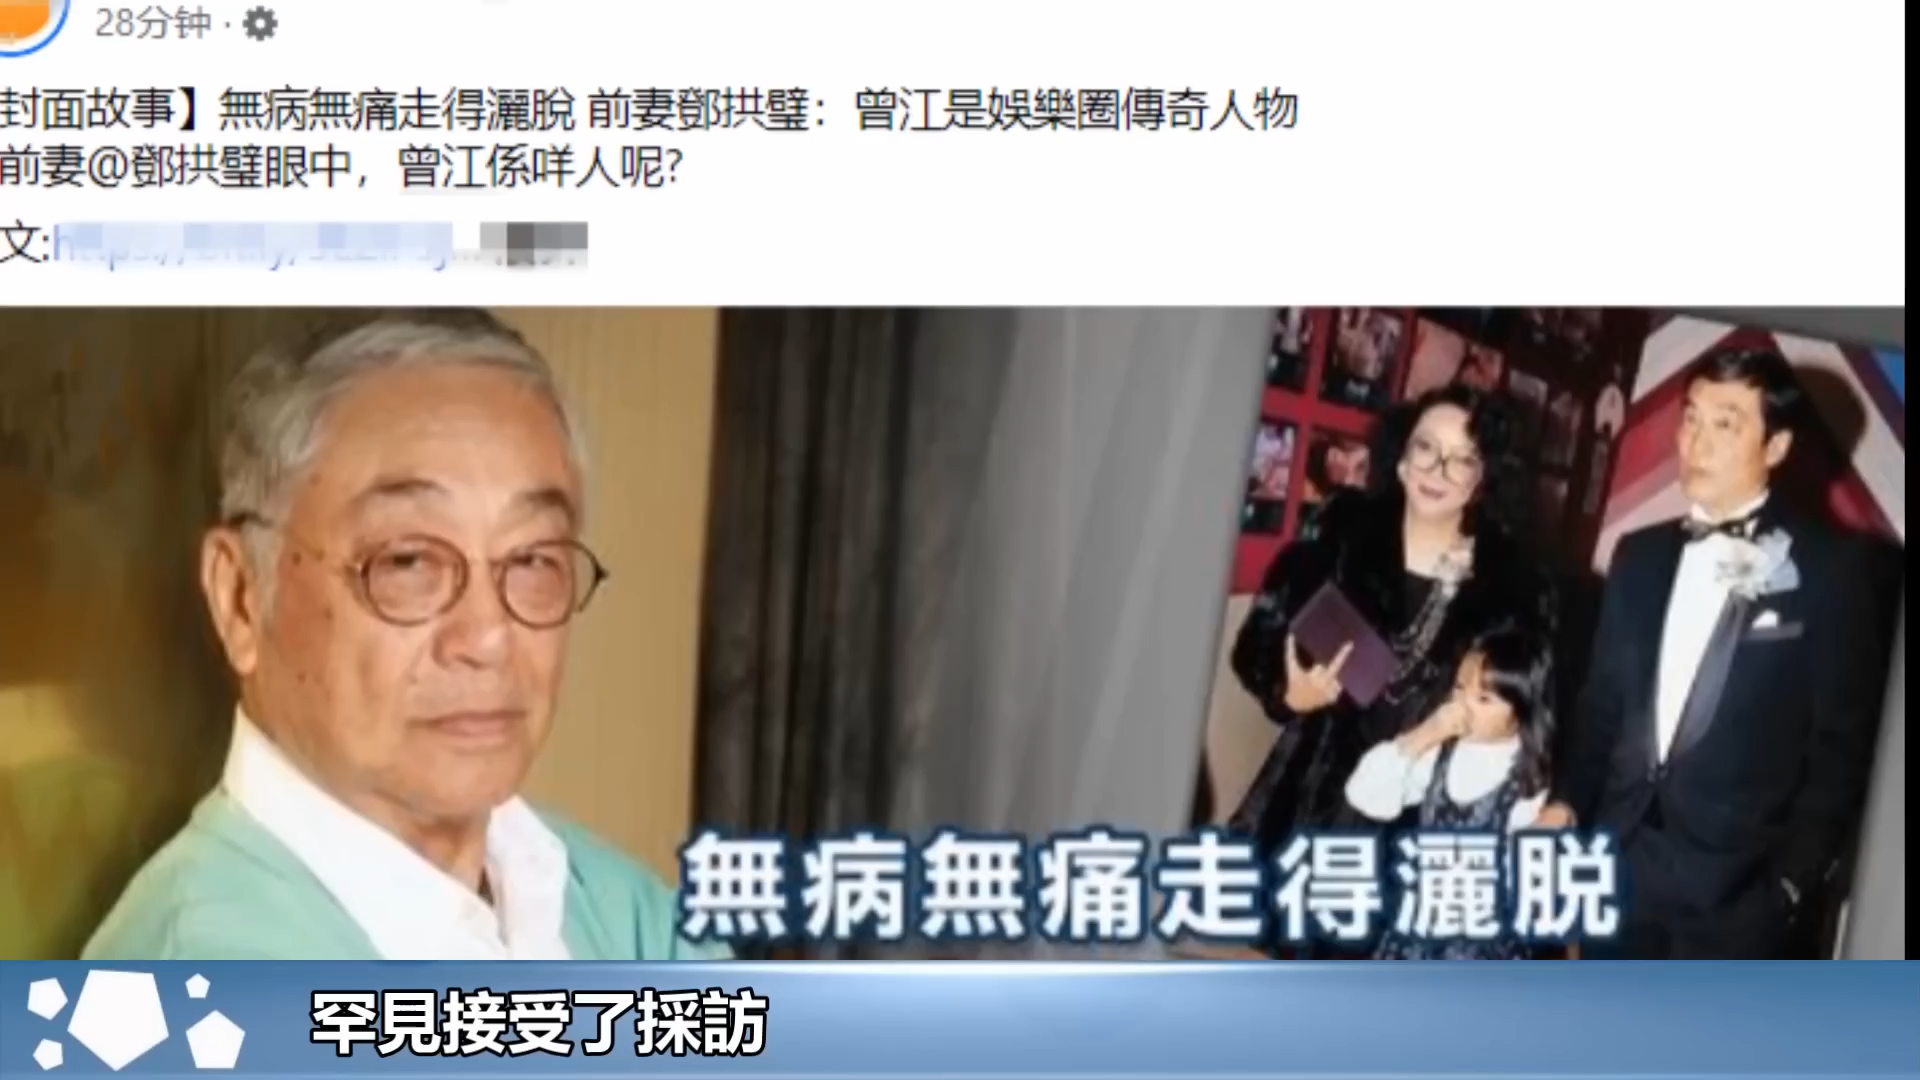 28分钟 ·
封面故事】無病無痛走得灑脫 前妻鄧拱璧：曾江是娛樂圈傳奇人物
前妻@鄧拱璧眼中，曾江係咩人呢?
文:
無病無痛走得灑脱
罕見接受了採訪